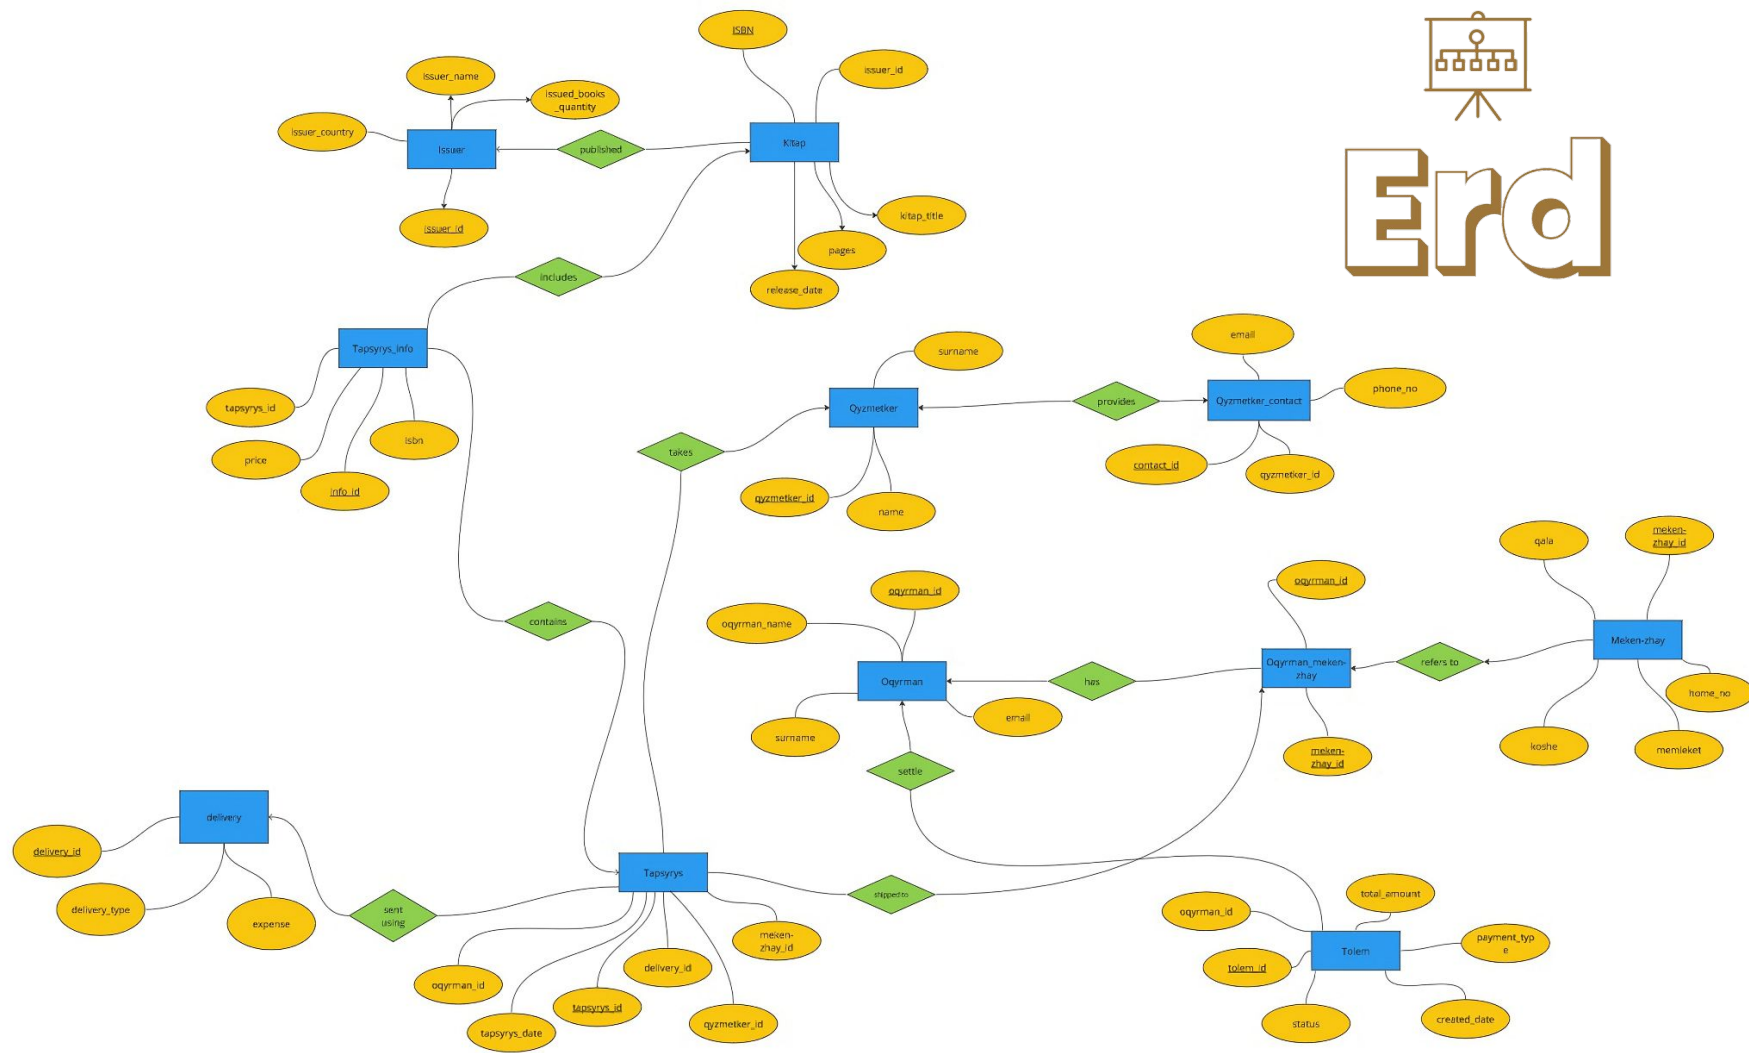 ISBN
issuer_id
issuer_name
issued_books
_quantity
issuer_country
Issuer
published
Kitap
issuer_id
kitap_title
pages
release_date
includes
Erd
Tapsyrys_info
tapsyrys_id
price
info_id
isbn
surname
Qyzmetker
takes
qyzmetker_id
name
provides
email
Qyzmetker_contact
phone_no
contact_id
qyzmetker_id
contains
oqyrman_id
oqyrman_name
Oqyrman
surname
email
has
settle
oqyrman_id
Oqyrman_meken-
zhay
meken-
zhay_id
refers to
qala
meken-
zhay_id
Meken-zhay
home_no
koshe
memleket
delivery
delivery_id
delivery_type
expense
sent
using
Tapsyrys
shipped to
oqyrman_id
tapsyrys_date
tapsyrys_id
delivery_id
qyzmetker_id
meken-
zhay_id
total_amount
oqyrman_id
payment_typ
e
Tolem
tolem_id
status
created_date